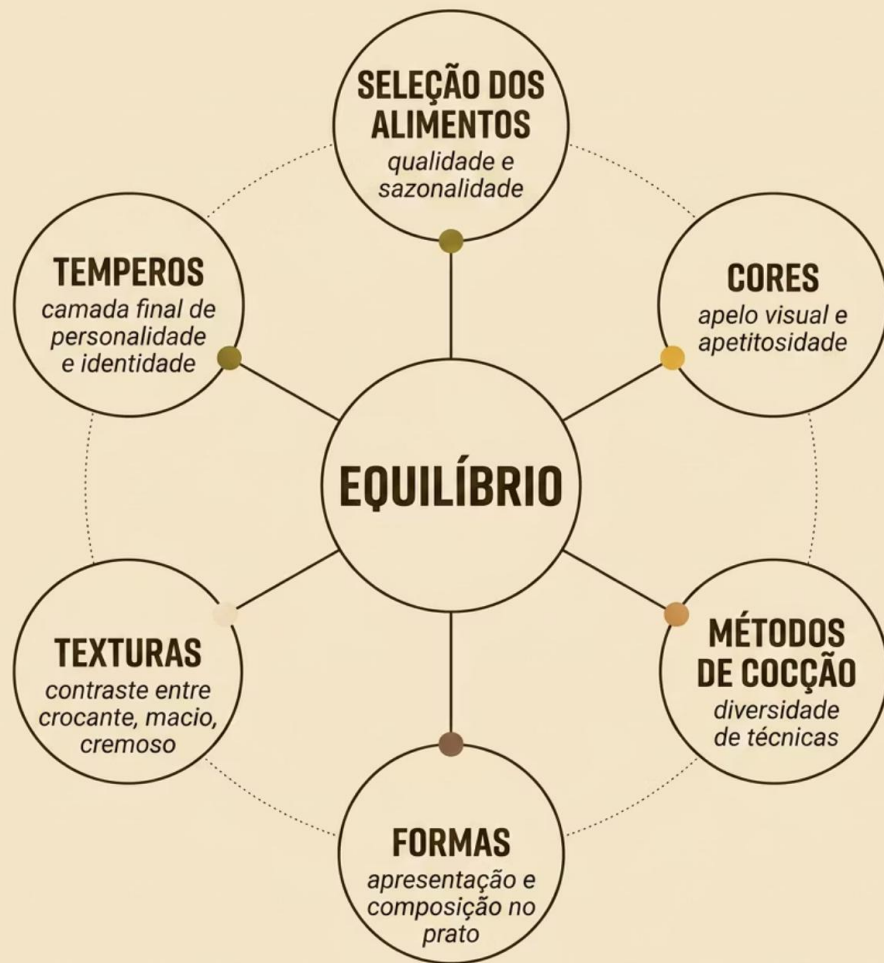 SELEÇÃO DOS
ALIMENTOS
qualidade e
sazonalidade
TEMPEROS
camada final de
personalidade
e identidade
CORES
apelo visual e
apetitosidade
EQUILÍBRIO
TEXTURAS
contraste entre
crocante, macio,
cremoso
MÉTODOS
DE COCÇÃO
diversidade
de técnicas
FORMAS
apresentação e
composição no
prato